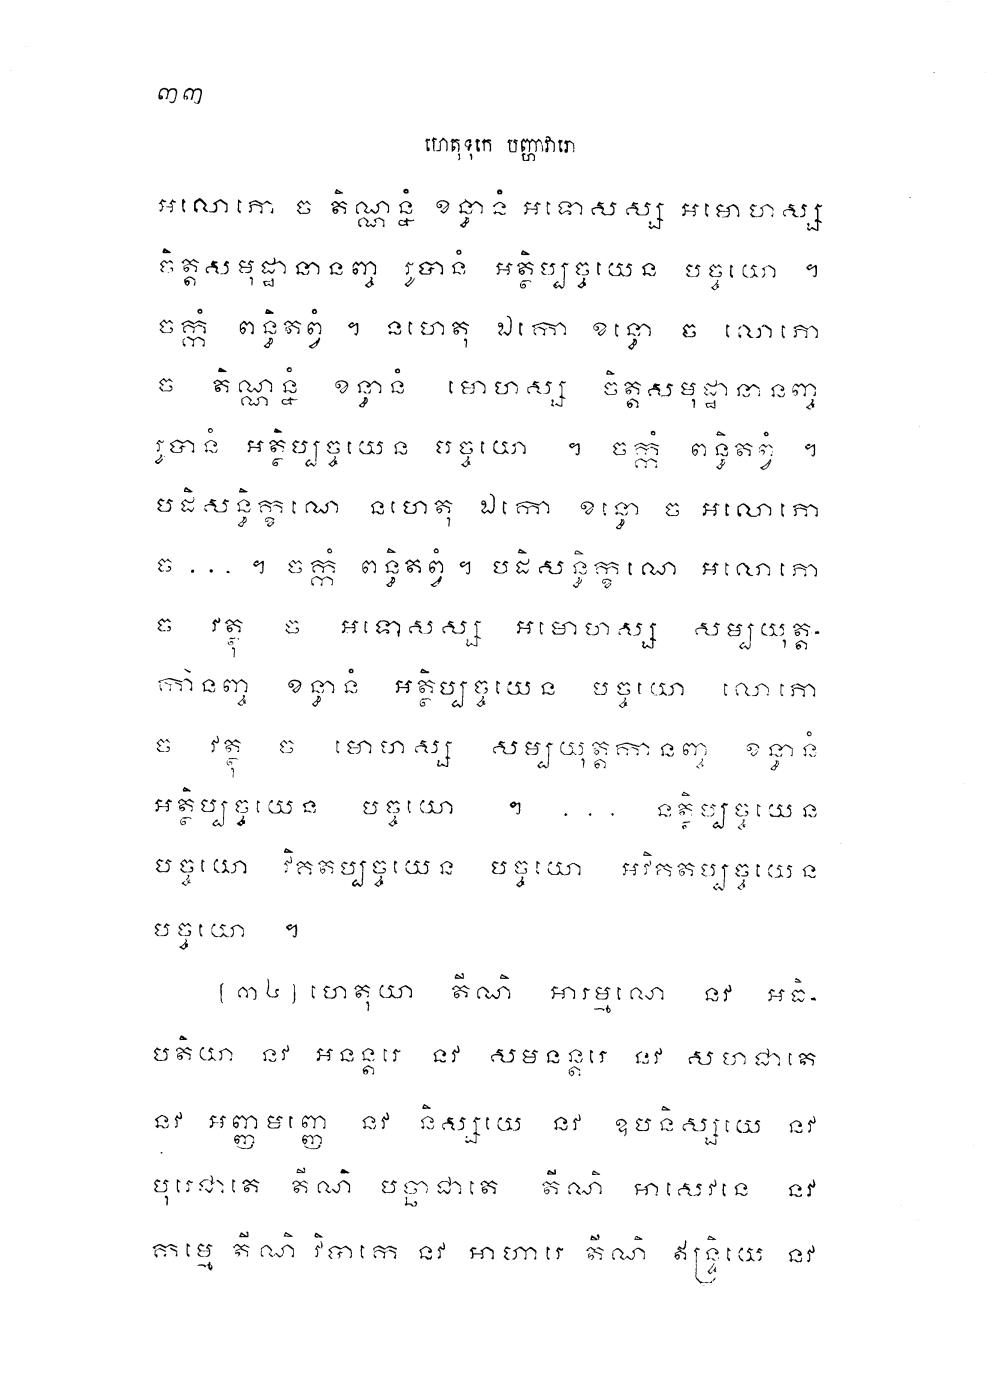 ៣៣
ហេតុទុកេ បញ្ហាវារោ
អលោភោ ច តិណ្ណន្នំ ខន្ធានំ អទោសស្ស អមោហស្ស
ចិត្តសមុដ្ឋានានញ្ច រូបានំ អត្ថិប្បច្ចយេន បច្ចយោ ។
ចក្កំ ពន្ធិតព្វំ ។ នហេតុ ឯកោ ខន្ធោ ច លោភោ
ច តិណ្ណន្នំ ខន្ធានំ មោហស្ស ចិត្តសមុដ្ឋានានញ្ច
រូបានំ អត្ថិប្បច្ចយេន បច្ចយោ ។ ចក្កំ ពន្ធិតព្វំ ។
បដិសន្ធិក្ខណេ នហេតុ ឯកោ ខន្ធោ ច អលោភោ
ច ... ។ ចក្កំ ពន្ធិតព្វំ ។ បដិសន្ធិក្ខណេ អលោភោ
ច វត្ថុ ច អទោសស្ស អមោហស្ស សម្បយុត្ត-
កានញ្ច ខន្ធានំ អត្ថិប្បច្ចយេន បច្ចយោ លោភោ
ច វត្ថុ ច មោហស្ស សម្បយុត្តកានញ្ច ខន្ធានំ
អត្ថិប្បច្ចយេន បច្ចយោ ។ ... នត្ថិប្បច្ចយេន
បច្ចយោ វិគតប្បច្ចយេន បច្ចយោ អវិគតប្បច្ចយេន
បច្ចយោ ។
[៣៤] ហេតុយា តីណិ អារម្មណេ នវ អធិ-
បតិយា នវ អនន្តរេ នវ សមនន្តរេ នវ សហជាតេ
នវ អញ្ញមញ្ញេ នវ និស្សយេ នវ ឧបនិស្សយេ នវ
បុរេជាតេ តីណិ បច្ឆាជាតេ តីណិ អាសេវនេ នវ
កម្មេ តីណិ វិបាកេ នវ អាហារេ តីណិ ឥន្ទ្រិយេ នវ